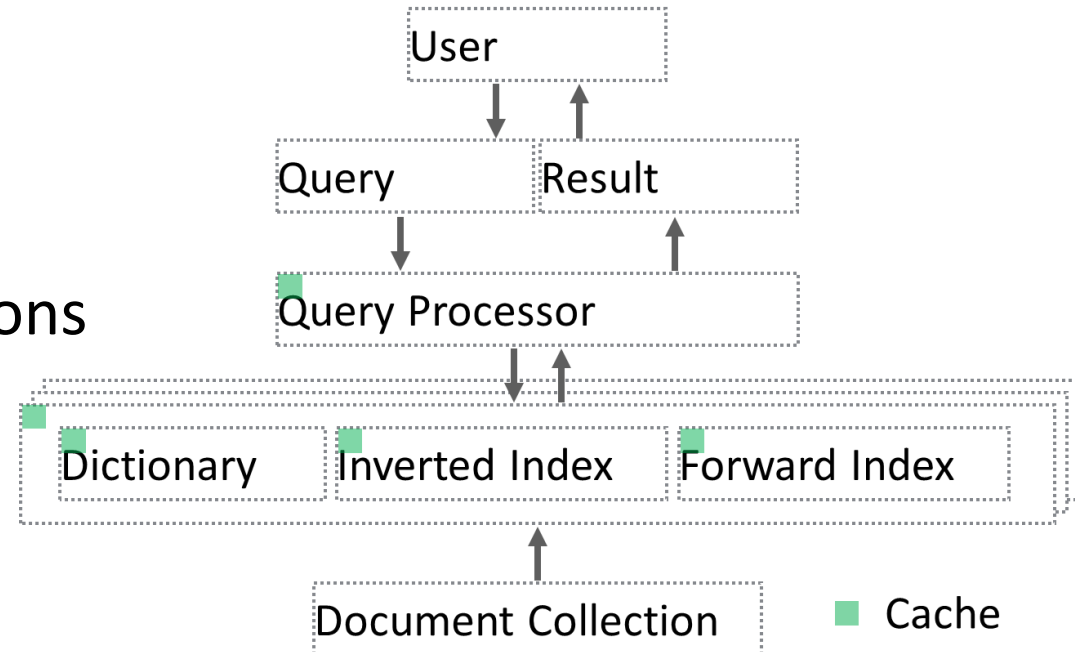 User
Query
Result
ons
Query Processor
Dictionary
Inverted Index
Forward Index
Document Collection
Cache